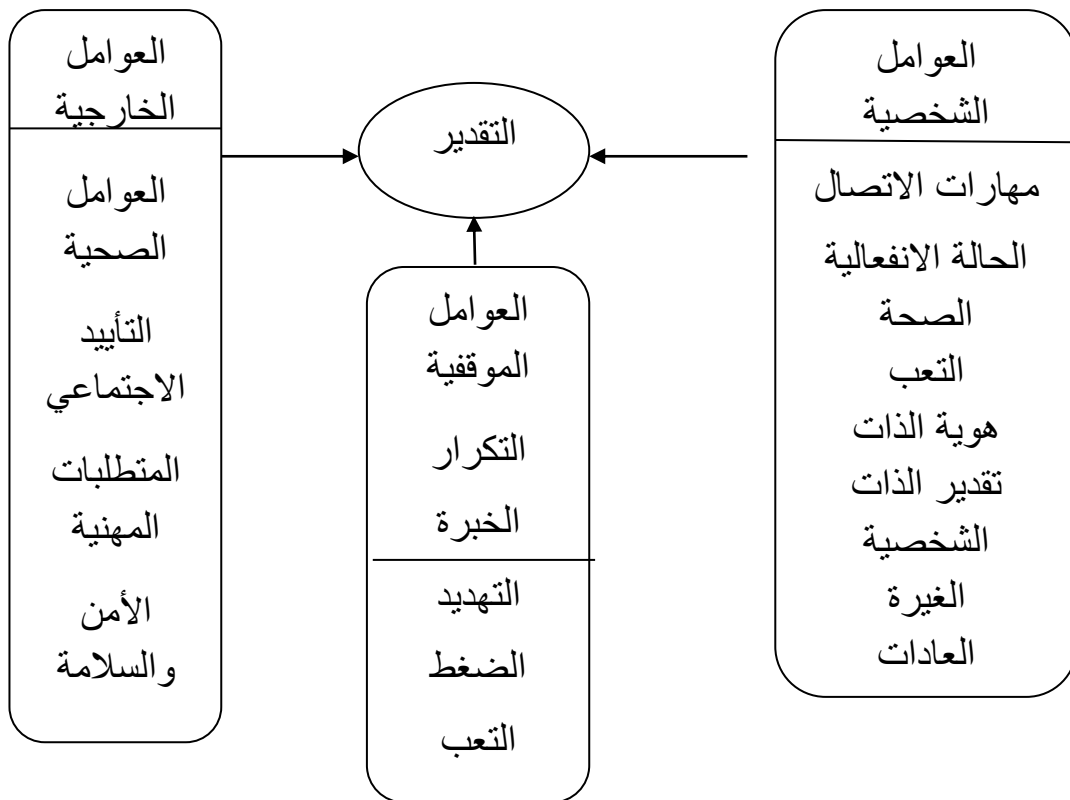 العوامل
الشخصية
مهارات الاتصال
الحالة الانفعالية
الصحة
التعب
هوية الذات
تقدير الذات
الشخصية
الغيرة
العادات
التقدير
العوامل
الموقفية
التكرار
الخبرة
التهديد
الضغط
التعب
العوامل
الخارجية
العوامل
الصحية
التأييد
الاجتماعي
المتطلبات
المهنية
الأمن
والسلامة